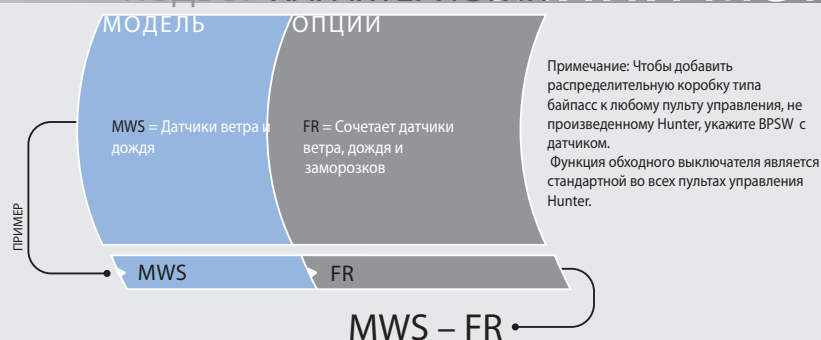 МОДЕЛЬ
ОПЦИИ
MWS = Датчики ветра и
дождя
FR = Сочетает датчики
ветра, дождя и
заморозков
Примечание: Чтобы добавить
распределительную коробку типа
байпасс к любому пульту управления, не
произведенному Hunter, укажите BPSW с
датчиком.
Функция обходного выключателя является
стандартной во всех пультах управления
Hunter.
ПРИМЕР
MWS
FR
MWS – FR